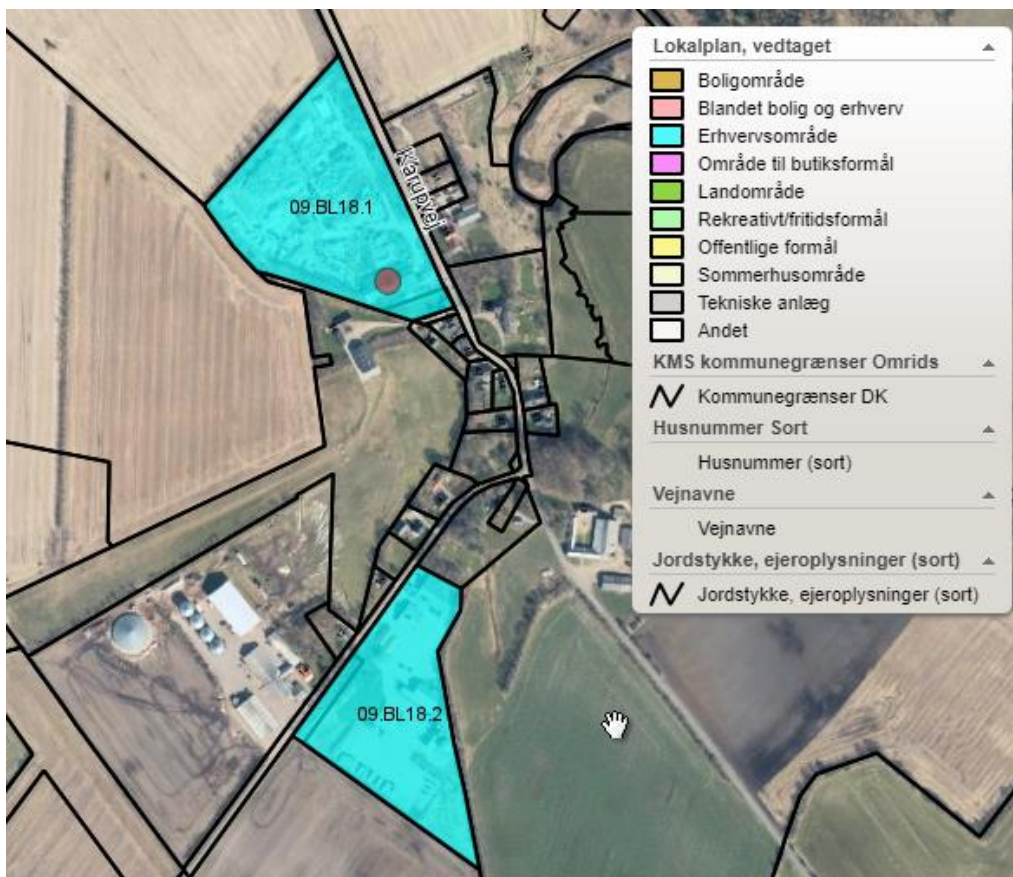 Lokalplan, vedtaget
Boligområde
Blandet bolig og erhverv
Erhvervsområde
Område til butiksformål
Landområde
Rekreativt/fritidsformål
Offentlige formål
Sommerhusområde
Tekniske anlæg
Andet
KMS kommunegrænser Omrids
Kommunegrænser DK
Husnummer Sort
Husnummer (sort)
Vejnavne
Vejnavne
Jordstykke, ejeroplysninger (sort)
Jordstykke, ejeroplysninger (sort)
Karupvej
09.BL18.1
09.BL18.2